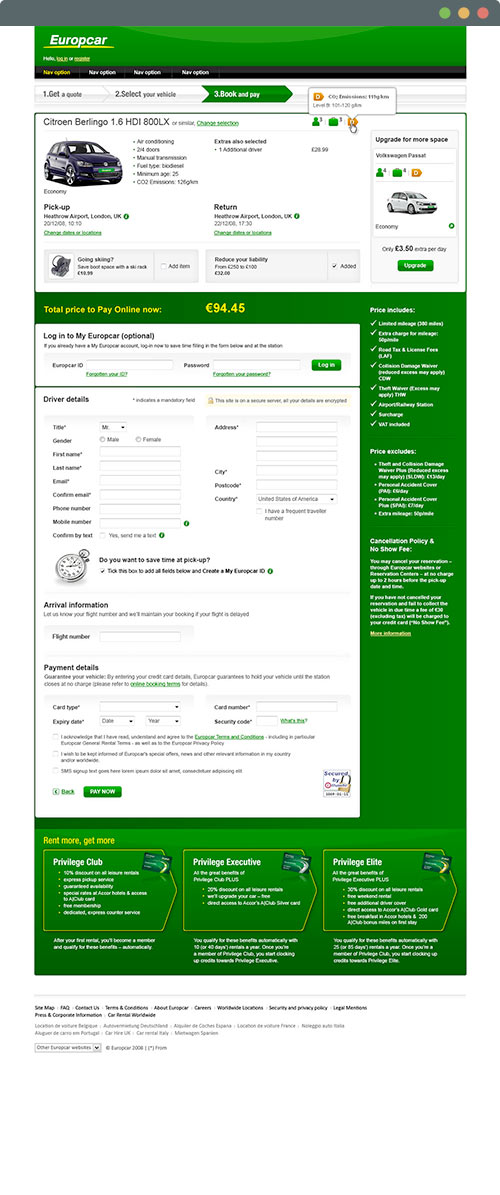 Europcar
Hello, log in or register
Nav option Nav option Nav option Nav option
1.Get a quote 2.Select your vehicle 3.Book and pay
D CO2 Emissions: 115g/km
Level B: 101-120 g/km
Citroen Berlingo 1.6 HDI 800LX or similar, Change selection
Air conditioning
2/4 doors
Manual transmission
Fuel type: biodiesel
Minimum age: 25
CO2 Emissions: 126g/km
Economy
Extras also selected
1 Additional driver £28.99
Upgrade for more space
Volkswagen Passat
4 4 D
Economy
Only £3.50 extra per day
Upgrade
Pick-up
Heathrow Airport, London, UK
20/12/08, 10:10
Change dates or locations
Return
Heathrow Airport, London, UK
22/12/08, 17:30
Change dates or locations
Going skiing?
Save boot space with a ski rack
£10.99
Add item
Reduce your liability
From £250 to £100
£32.00
Added
Total price to Pay Online now: €94.45
Log in to My Europcar (optional)
If you already have a My Europcar account, log-in now to save time filling in the form below and at the station
Europcar ID Password Log in
Forgotten your ID? Forgotten your password?
Driver details * indicates a mandatory field This site is on a secure server, all your details are encrypted
Title* Mr.
Gender Male Female
First name*
Last name*
Email*
Confirm email*
Phone number
Mobile number
Confirm by text Yes, send me a text
Address*
City*
Postcode*
Country* United States of America
I have a frequent traveller
number
Do you want to save time at pick-up?
Tick this box to add all fields below and Create a My Europcar ID
Arrival information
Let us know your flight number and we'll maintain your booking if your flight is delayed
Flight number
Payment details
Guarantee your vehicle: By entering your credit card details, Europcar guarantees to hold your vehicle until the station
closes at no charge (please refer to online booking terms for details).
Card type* Card number*
Expiry date* Date Year Security code* What's this?
I acknowledge that I have read, understand and agree to the Europcar Terms and Conditions - including in particular
Europcar General Rental Terms - as well as to the Europcar Privacy Policy
I wish to be kept informed of Europcar's special offers, news and other relevant information in my country
and/or worldwide.
SMS signup text goes here lorem ipsum dolor sit amet, consectetuer adipiscing elit
Back PAY NOW
Secured by
Price includes:
Limited mileage (380 miles)
Extra charge for mileage:
50p/mile
Road Tax & License Fees
(LAF)
Collision Damage Waiver
(reduced excess may apply)
CDW
Theft Waiver (Excess may
apply) THW
Airport/Railway Station
Surcharge
VAT included
Price excludes:
Theft and Collision Damage
Waiver Plus (Reduced excess
may apply) (SLDW): £13/day
Personal Accident Cover
(PAI): £6/day
Personal Accident Cover
Plus (SPAI): £7/day
Extra mileage: 50p/mile
Cancellation Policy &
No Show Fee:
You may cancel your reservation –
through Europcar websites or
Reservation Centers – at no charge
up to 2 hours before the pick-up
date and time.
If you have not cancelled your
reservation and fail to collect the
vehicle in due time a fee of €30
(excluding tax) will be charged to
your credit card ("No Show Fee").
More information
Rent more, get more
Privilege Club
10% discount on all leisure rentals
express pickup service
guaranteed availability
special rates at Accor hotels & access
to A|Club card
free membership
dedicated, express counter service
After your first rental, you'll become a member
and qualify for these benefits – automatically.
Privilege Executive
All the great benefits of
Privilege Club PLUS
20% discount on all leisure rentals
we'll upgrade your car – free
direct access to Accor's A|Club Silver card
You qualify for these benefits automatically with
10 (or 40 days') rentals a year. Once you're
a member of Privilege Club, you start clocking
up credits towards Privilege Executive.
Privilege Elite
All the great benefits of
Privilege Executive PLUS
30% discount on all leisure rentals
free weekend rental
free additional driver cover
direct access to Accor's A|Club Gold card
free breakfast in Accor hotels & 200
A|Club bonus miles on first stay
You qualify for these benefits automatically with
25 (or 85 days') rentals a year. Once you're a
member of Privilege Club, you start clocking up
credits towards Privilege Elite.
Site Map FAQ Contact Us Terms & Conditions About Europcar Careers Worldwide Locations Security and privacy policy Legal Mentions
Press & Corporate Information Car Rental Worldwide
Location de voiture Belgique Autovermietung Deutschland Alquiler de Coches Espana Location de voiture France Noleggio auto Italia
Aluguer de carro em Portugal Car Hire UK Car rental Italy Mietwagen Spanien
Other Europcar websites © Europcar 2008 | (*) From